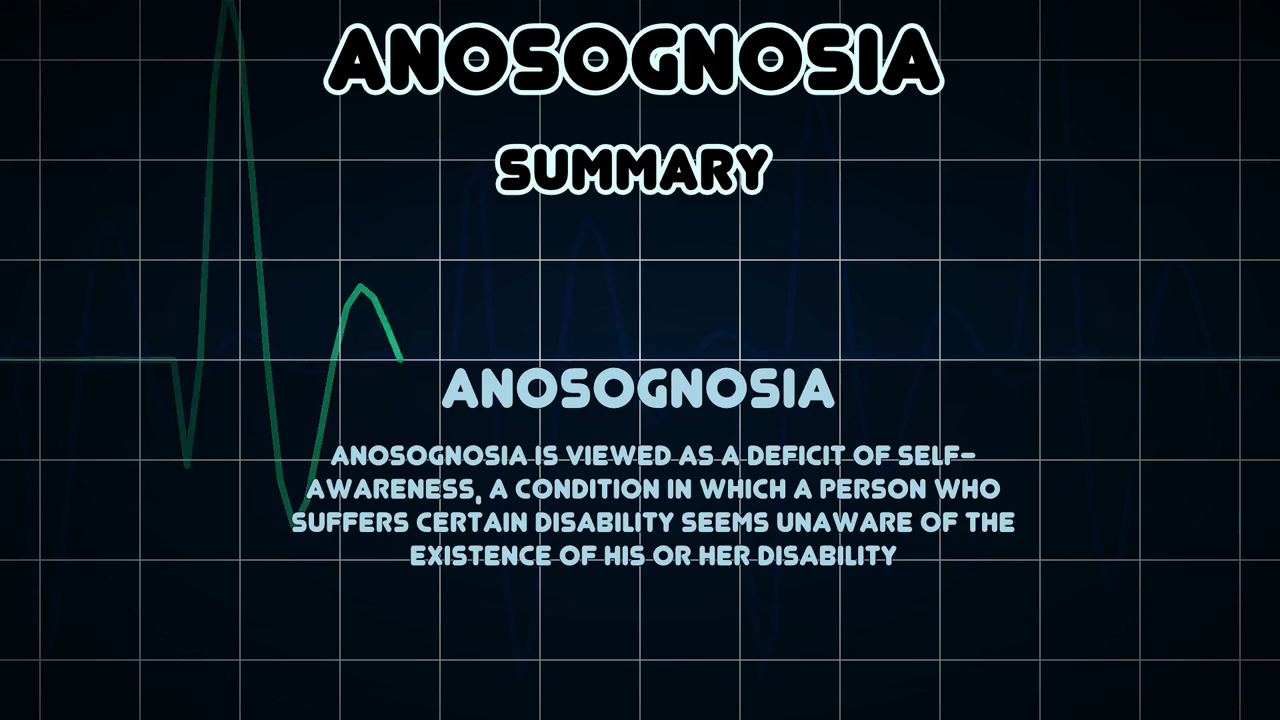 ANOSOGNOSIA
SUMMARY
ANOSOGNOSIA
ANOSOGNOSIA IS VIEWED AS A DEFICIT OF SELF-
AWARENESS, A CONDITION IN WHICH A PERSON WHO
SUFFERS CERTAIN DISABILITY SEEMS UNAWARE OF THE
EXISTENCE OF HIS OR HER DISABILITY